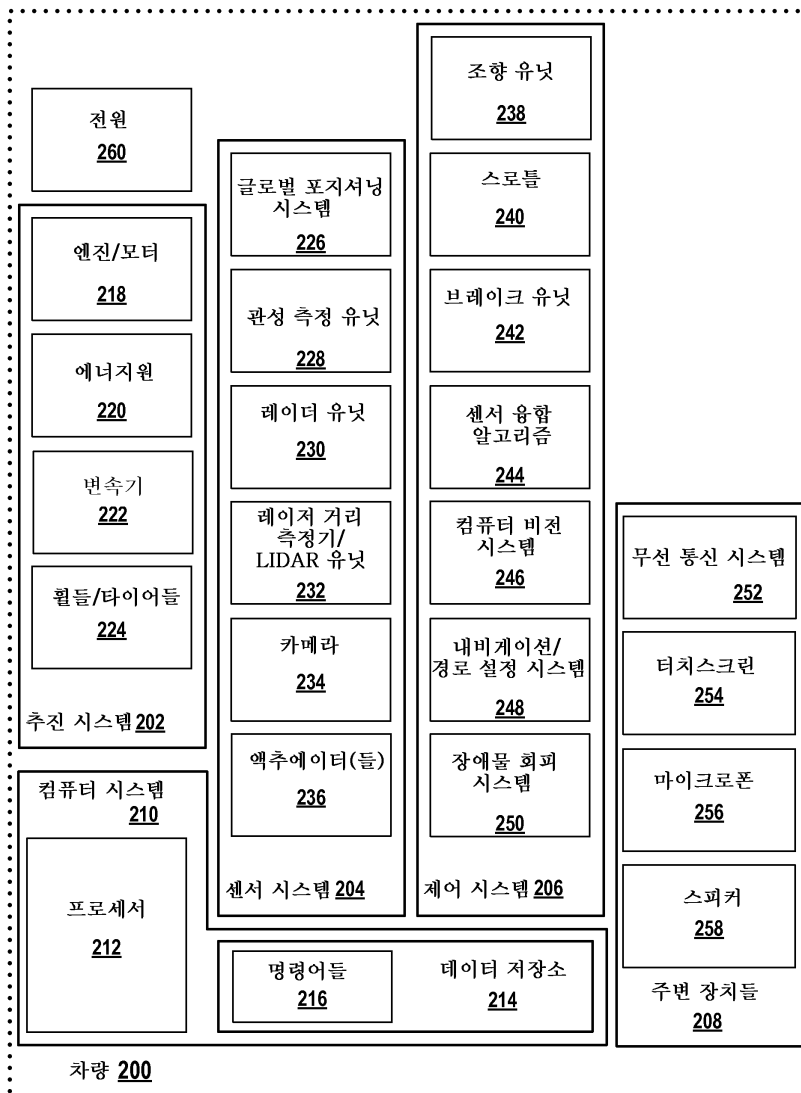 전원
260
엔진/모터
218
에너지원
220
변속기
222
휠들/타이어들
224
추진 시스템 202
글로벌 포지셔닝
시스템
226
관성 측정 유닛
228
레이더 유닛
230
레이저 거리
측정기/
LIDAR 유닛
232
카메라
234
액추에이터(들)
236
센서 시스템 204
조향 유닛
238
스로틀
240
브레이크 유닛
242
센서 융합
알고리즘
244
컴퓨터 비전
시스템
246
내비게이션/
경로 설정 시스템
248
장애물 회피
시스템
250
제어 시스템 206
무선 통신 시스템
252
터치스크린
254
마이크로폰
256
스피커
258
주변 장치들
208
컴퓨터 시스템
210
프로세서
212
명령어들
216
데이터 저장소
214
차량 200